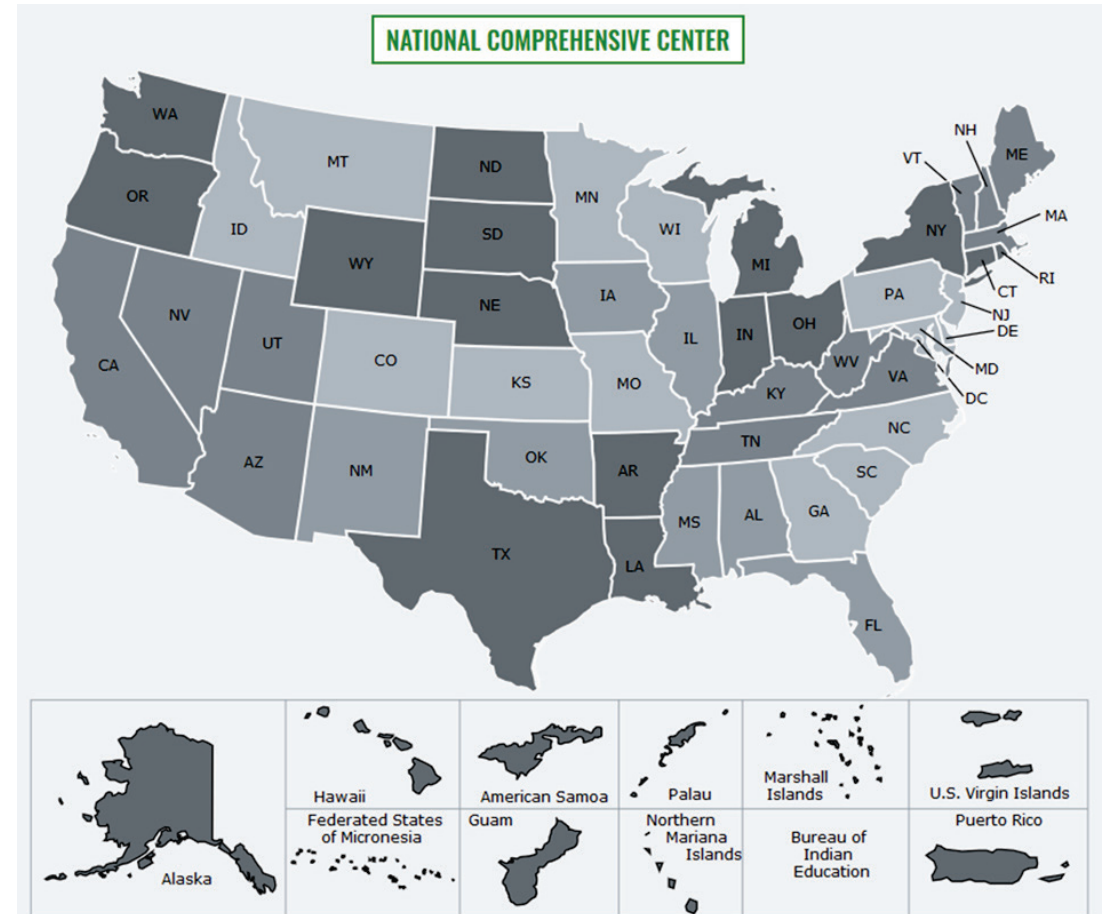 NATIONAL COMPREHENSIVE CENTER
WA
MT
ND
MN
OR
ID
WY
SD
WI
MI
NY
VT
NH
ME
MA
RI
CT
NJ
DE
MD
DC
PA
NE
IA
IL
IN
OH
WV
VA
NV
UT
CO
CA
KS
MO
KY
TN
NC
SC
AZ
NM
OK
AR
MS
AL
GA
TX
LA
FL
Alaska
Hawaii
American Samoa
Palau
Marshall
Islands
U.S. Virgin Islands
Federated States
of Micronesia
Guam
Northern
Mariana
Islands
Bureau of
Indian
Education
Puerto Rico